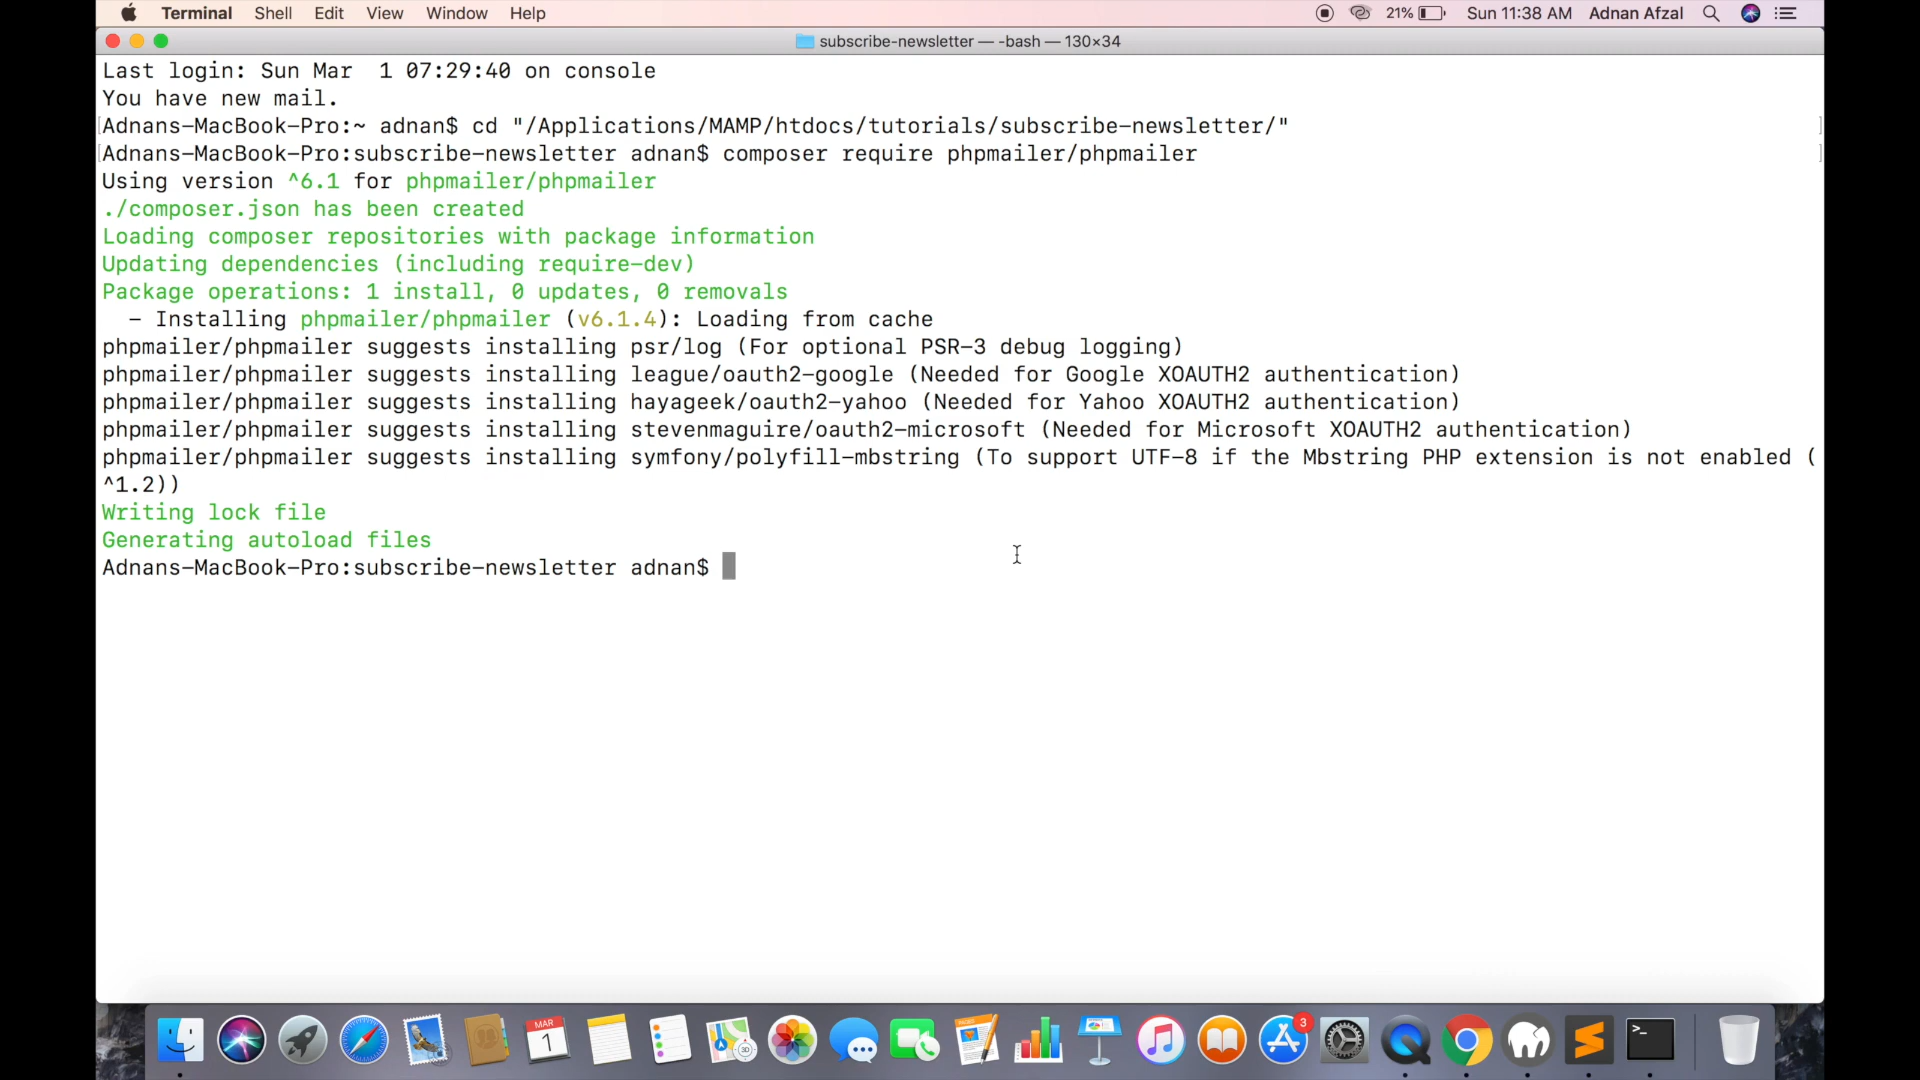 Terminal Shell Edit View Window Help 21% Sun 11:38 AM Adnan Afzal
subscribe-newsletter — -bash — 130×34
Last login: Sun Mar  1 07:29:40 on console
You have new mail.
[Adnans-MacBook-Pro:~ adnan$ cd "/Applications/MAMP/htdocs/tutorials/subscribe-newsletter/" ]
[Adnans-MacBook-Pro:subscribe-newsletter adnan$ composer require phpmailer/phpmailer ]
Using version ^6.1 for phpmailer/phpmailer
./composer.json has been created
Loading composer repositories with package information
Updating dependencies (including require-dev)
Package operations: 1 install, 0 updates, 0 removals
  - Installing phpmailer/phpmailer (v6.1.4): Loading from cache
phpmailer/phpmailer suggests installing psr/log (For optional PSR-3 debug logging)
phpmailer/phpmailer suggests installing league/oauth2-google (Needed for Google XOAUTH2 authentication)
phpmailer/phpmailer suggests installing hayageek/oauth2-yahoo (Needed for Yahoo XOAUTH2 authentication)
phpmailer/phpmailer suggests installing stevenmaguire/oauth2-microsoft (Needed for Microsoft XOAUTH2 authentication)
phpmailer/phpmailer suggests installing symfony/polyfill-mbstring (To support UTF-8 if the Mbstring PHP extension is not enabled (
^1.2))
Writing lock file
Generating autoload files
Adnans-MacBook-Pro:subscribe-newsletter adnan$
MAR
1
3D
3
>_